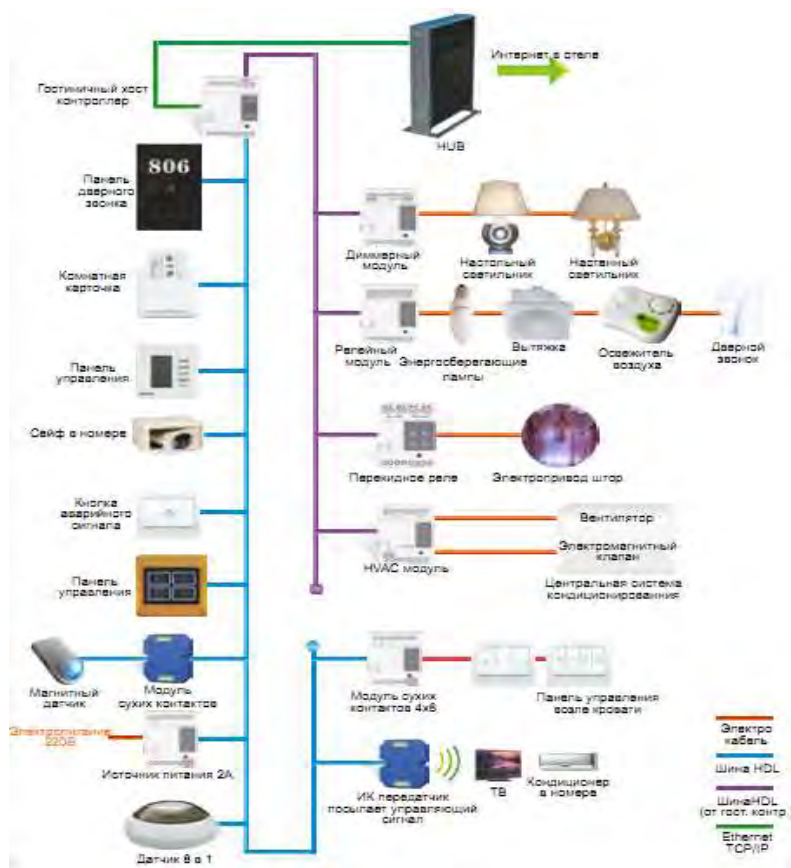 Интернет в отеле
Гостиничный хост
контроллер
HUB
806
Панель
дверного
звонка
Диммерный
модуль
Настольный
светильник
Настенный
светильник
Комнатная
карточка
Релейный
модуль
Энергосберегающие
лампы
Вытяжка
Освежитель
воздуха
Дверной
звонок
Панель
управления
Сейф в номере
Перекидное реле
Электропривод штор
Кнопка
аварийного
сигнала
Вентилятор
Электромагнитный
клапан
HVAC модуль
Центральная система
кондиционирования
Панель
управления
Магнитный
датчик
Модуль
сухих контактов
Модуль сухих
контактов 4x6
Панель управления
возле кровати
Электропитание
220В
Источник питания 2А
ИК передатчик
посылает управляющий
сигнал
ТВ
Кондиционер
в номере
Датчик 8 в 1
Электро
кабель
Шина HDL
ШинаHDL
(от гост. контр.)
Ethernet
TCP/IP